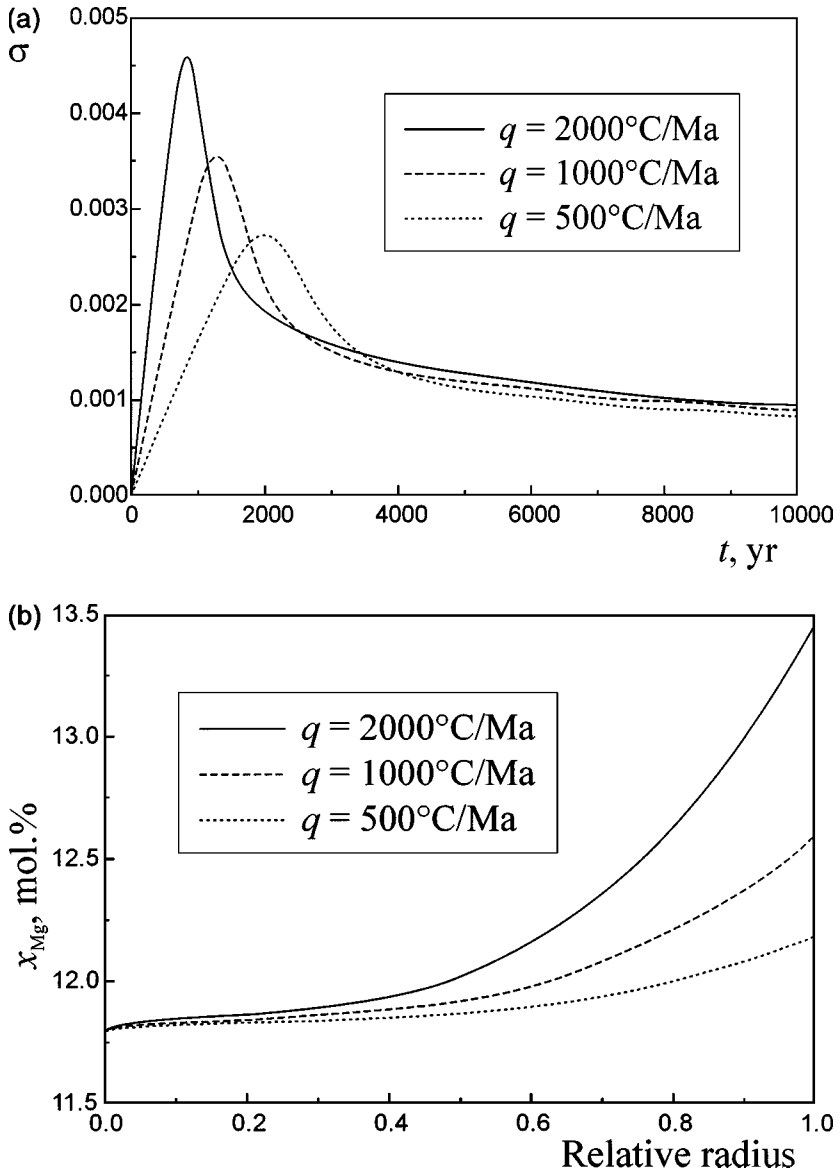 (a)
σ
0.005
0.004
0.003
0.002
0.001
0.000
q = 2000°C/Ma
q = 1000°C/Ma
q = 500°C/Ma
0 2000 4000 6000 8000 10000
t, yr
(b)
x_Mg, mol.%
13.5
13.0
12.5
12.0
11.5
q = 2000°C/Ma
q = 1000°C/Ma
q = 500°C/Ma
0.0 0.2 0.4 0.6 0.8 1.0
Relative radius